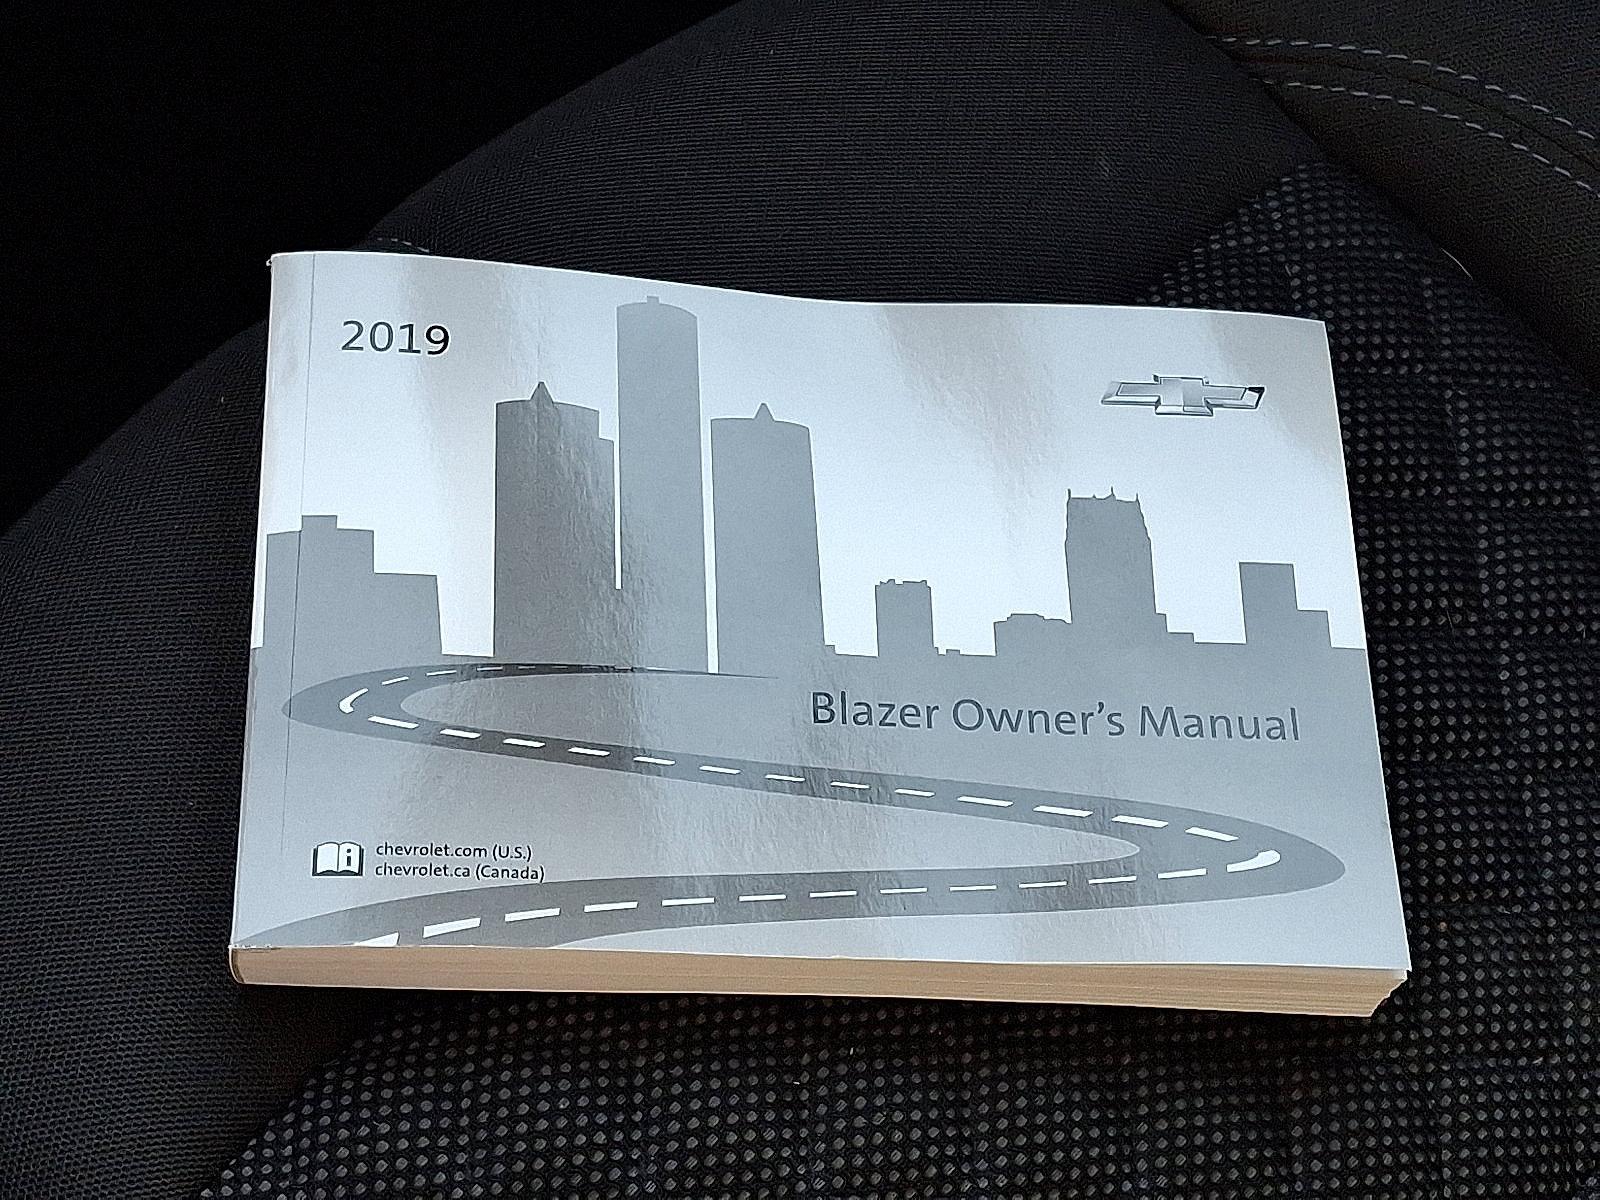 2019
Blazer Owner's Manual
chevrolet.com (U.S.)
chevrolet.ca (Canada)